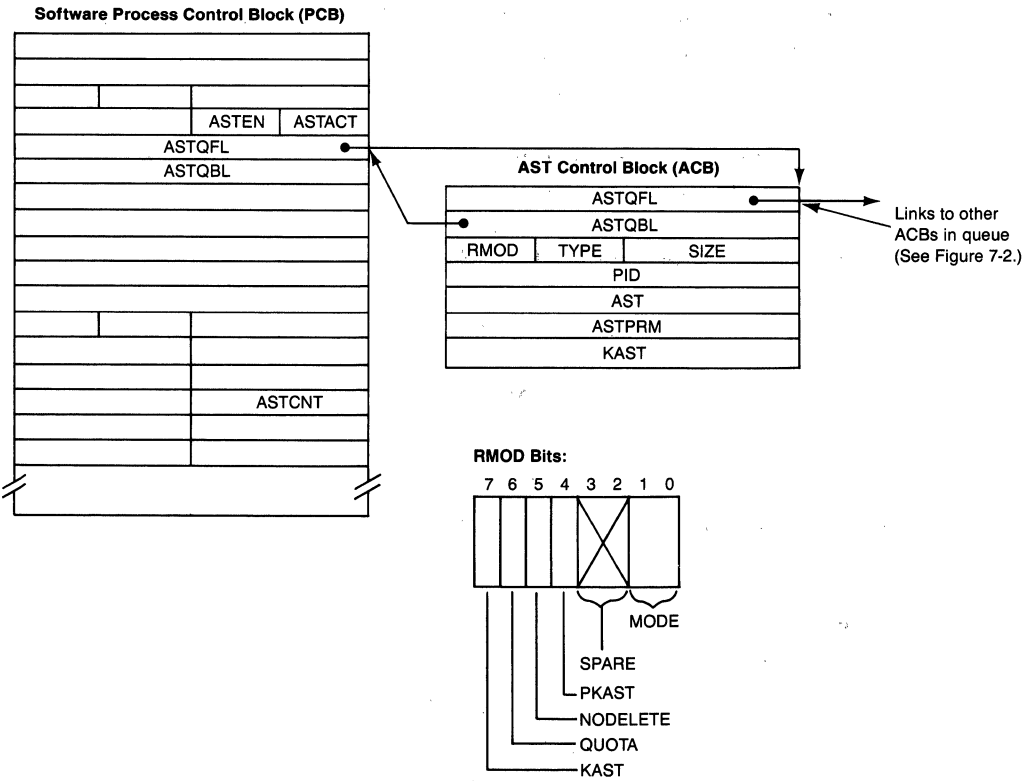 Software Process Control Block (PCB)
ASTEN ASTACT
ASTQFL
ASTQBL
ASTCNT
AST Control Block (ACB)
ASTQFL
ASTQBL
RMOD TYPE SIZE
PID
AST
ASTPRM
KAST
Links to other
ACBs in queue
(See Figure 7-2.)
RMOD Bits:
7 6 5 4 3 2 1 0
MODE
SPARE
PKAST
NODELETE
QUOTA
KAST